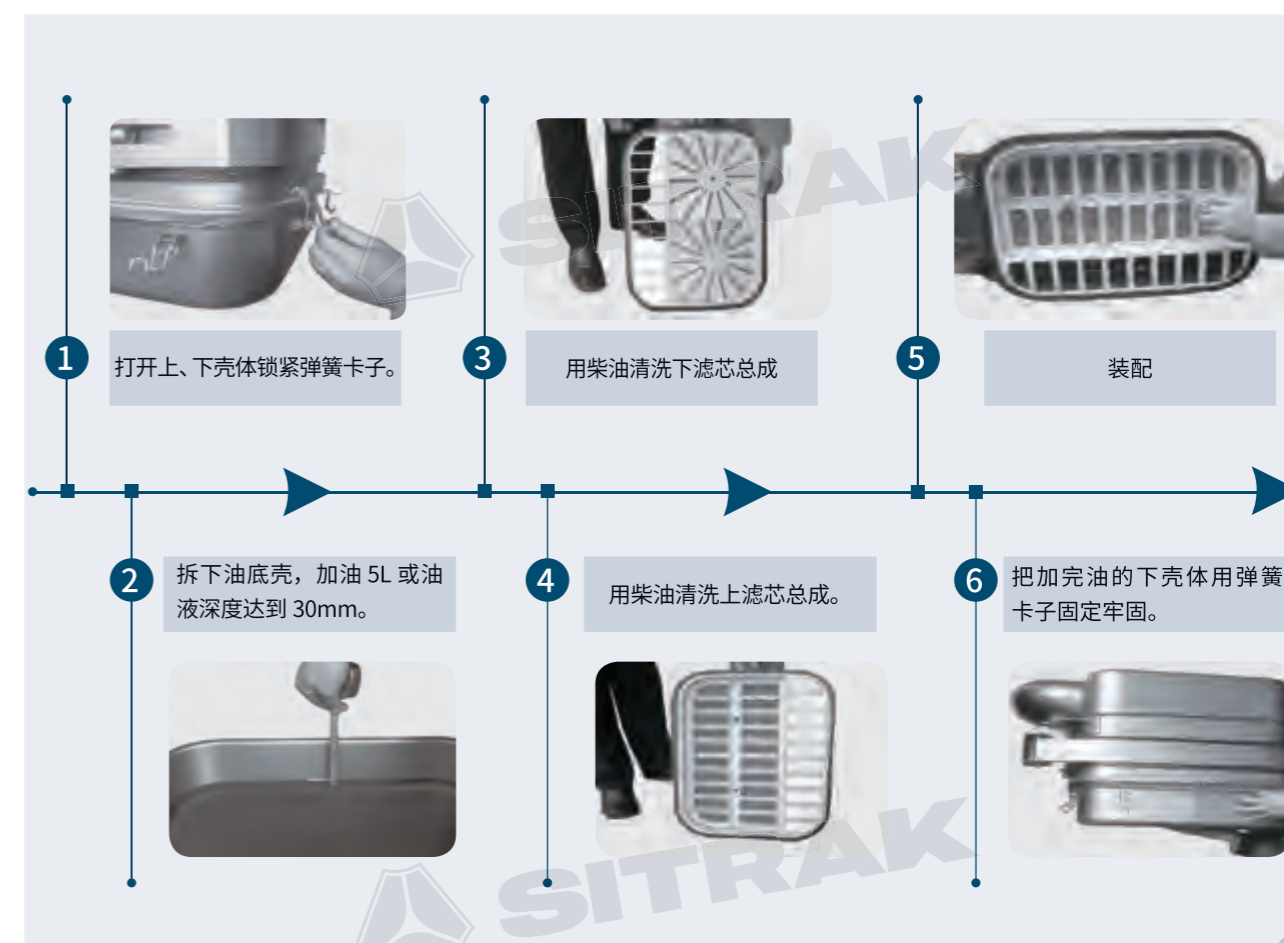 1
打开上、下壳体锁紧弹簧卡子。
2
拆下油底壳，加油 5L 或油
液深度达到 30mm。
3
用柴油清洗下滤芯总成
4
用柴油清洗上滤芯总成。
5
装配
6
把加完油的下壳体用弹簧
卡子固定牢固。
SITRAK
SITRAK